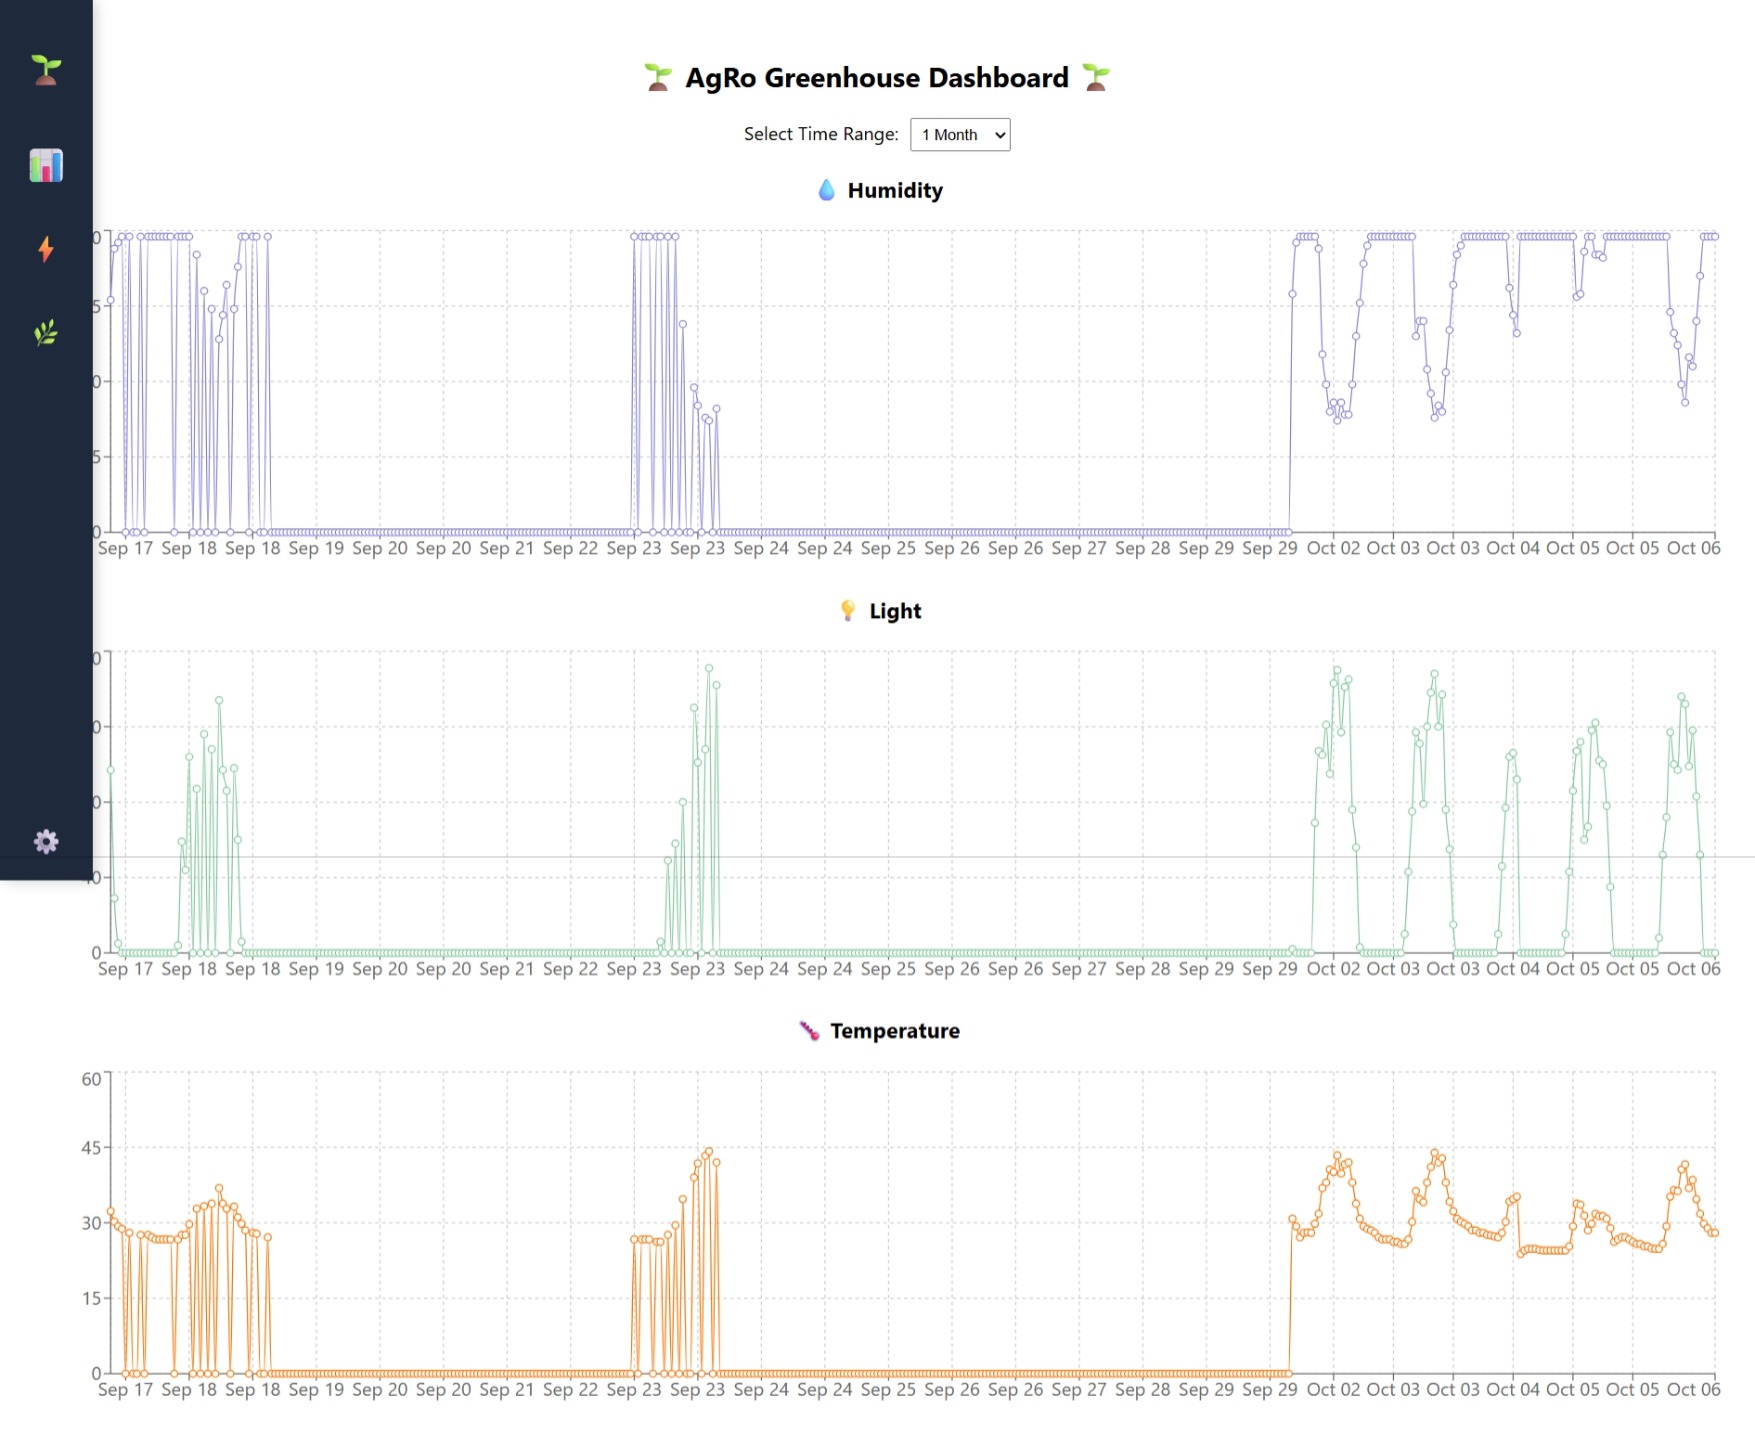 AgRo Greenhouse Dashboard
Select Time Range: 1 Month
Humidity
0
5
0
5
0
Sep 17 Sep 18 Sep 18 Sep 19 Sep 20 Sep 20 Sep 21 Sep 22 Sep 23 Sep 23 Sep 24 Sep 24 Sep 25 Sep 26 Sep 26 Sep 27 Sep 28 Sep 29 Sep 29 Oct 02 Oct 03 Oct 03 Oct 04 Oct 05 Oct 05 Oct 06
Light
0
0
0
0
0
Sep 17 Sep 18 Sep 18 Sep 19 Sep 20 Sep 20 Sep 21 Sep 22 Sep 23 Sep 23 Sep 24 Sep 24 Sep 25 Sep 26 Sep 26 Sep 27 Sep 28 Sep 29 Sep 29 Oct 02 Oct 03 Oct 03 Oct 04 Oct 05 Oct 05 Oct 06
Temperature
60
45
30
15
0
Sep 17 Sep 18 Sep 18 Sep 19 Sep 20 Sep 20 Sep 21 Sep 22 Sep 23 Sep 23 Sep 24 Sep 24 Sep 25 Sep 26 Sep 26 Sep 27 Sep 28 Sep 29 Sep 29 Oct 02 Oct 03 Oct 03 Oct 04 Oct 05 Oct 05 Oct 06